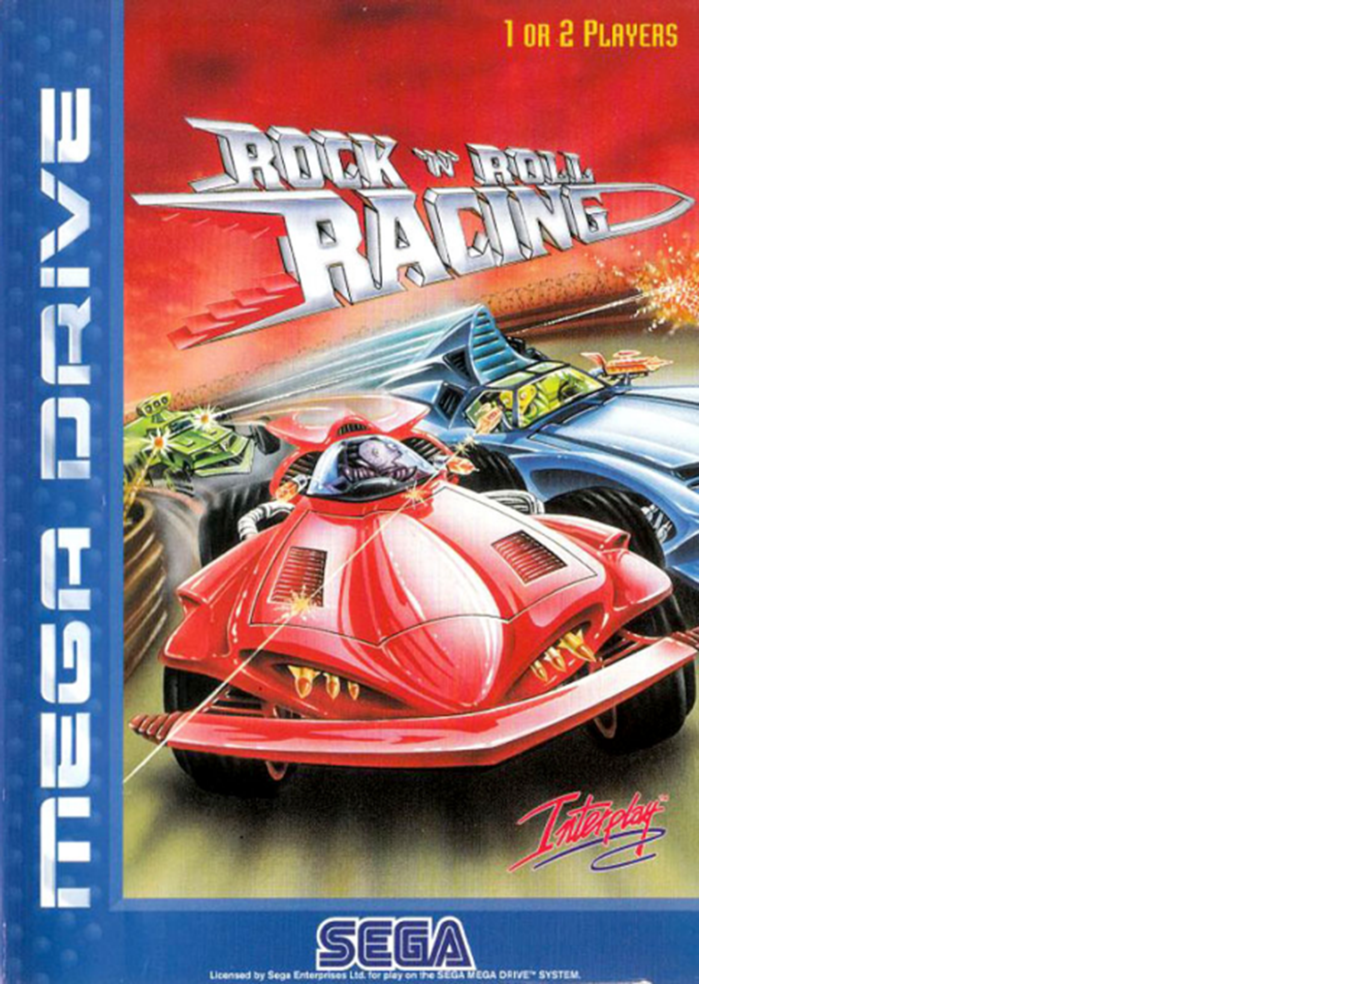 1 OR 2 PLAYERS
ROCK 'N' ROLL
RACING
MEGA DRIVE
Interplay™
SEGA
Licensed by Sega Enterprises Ltd. for play on the SEGA MEGA DRIVE™ SYSTEM.